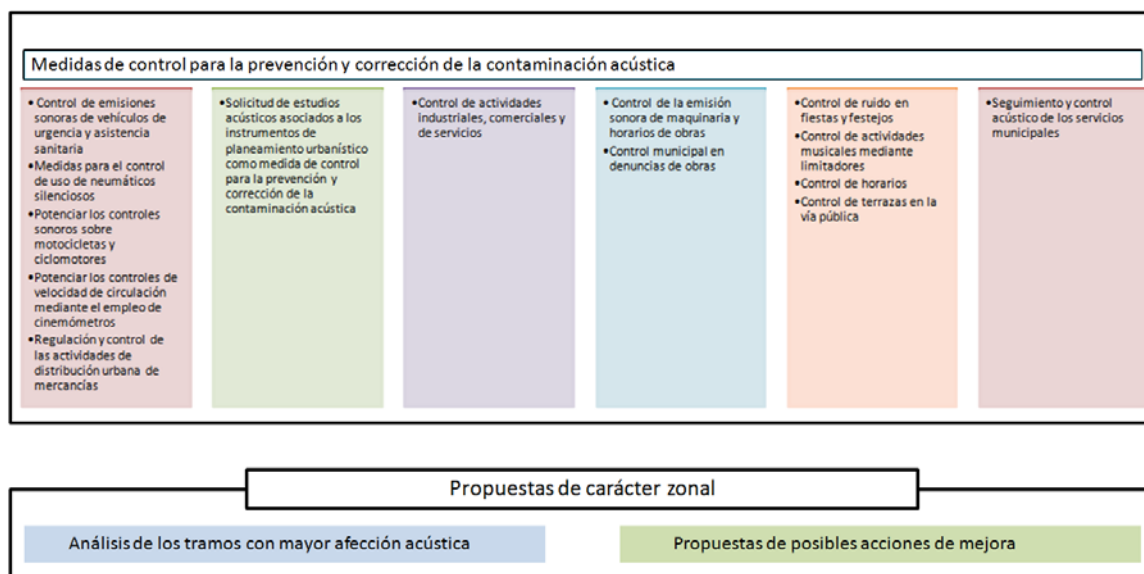 Medidas de control para la prevención y corrección de la contaminación acústica
•Control de emisiones
sonoras de vehículos de
urgencia y asistencia
sanitaria
•Medidas para el control
de uso de neumáticos
silenciosos
•Potenciar los controles
sonoros sobre
motocicletas y
ciclomotores
•Potenciar los controles de
velocidad de circulación
mediante el empleo de
cinemómetros
•Regulación y control de
las actividades de
distribución urbana de
mercancías
•Solicitud de estudios
acústicos asociados a los
instrumentos de
planeamiento urbanístico
como medida de control
para la prevención y
corrección de la
contaminación acústica
•Control de actividades
industriales, comerciales y
de servicios
•Control de la emisión
sonora de maquinaria y
horarios de obras
•Control municipal en
denuncias de obras
•Control de ruido en
fiestas y festejos
•Control de actividades
musicales mediante
limitadores
•Control de horarios
•Control de terrazas en la
vía pública
•Seguimiento y control
acústico de los servicios
municipales
Propuestas de carácter zonal
Análisis de los tramos con mayor afección acústica
Propuestas de posibles acciones de mejora